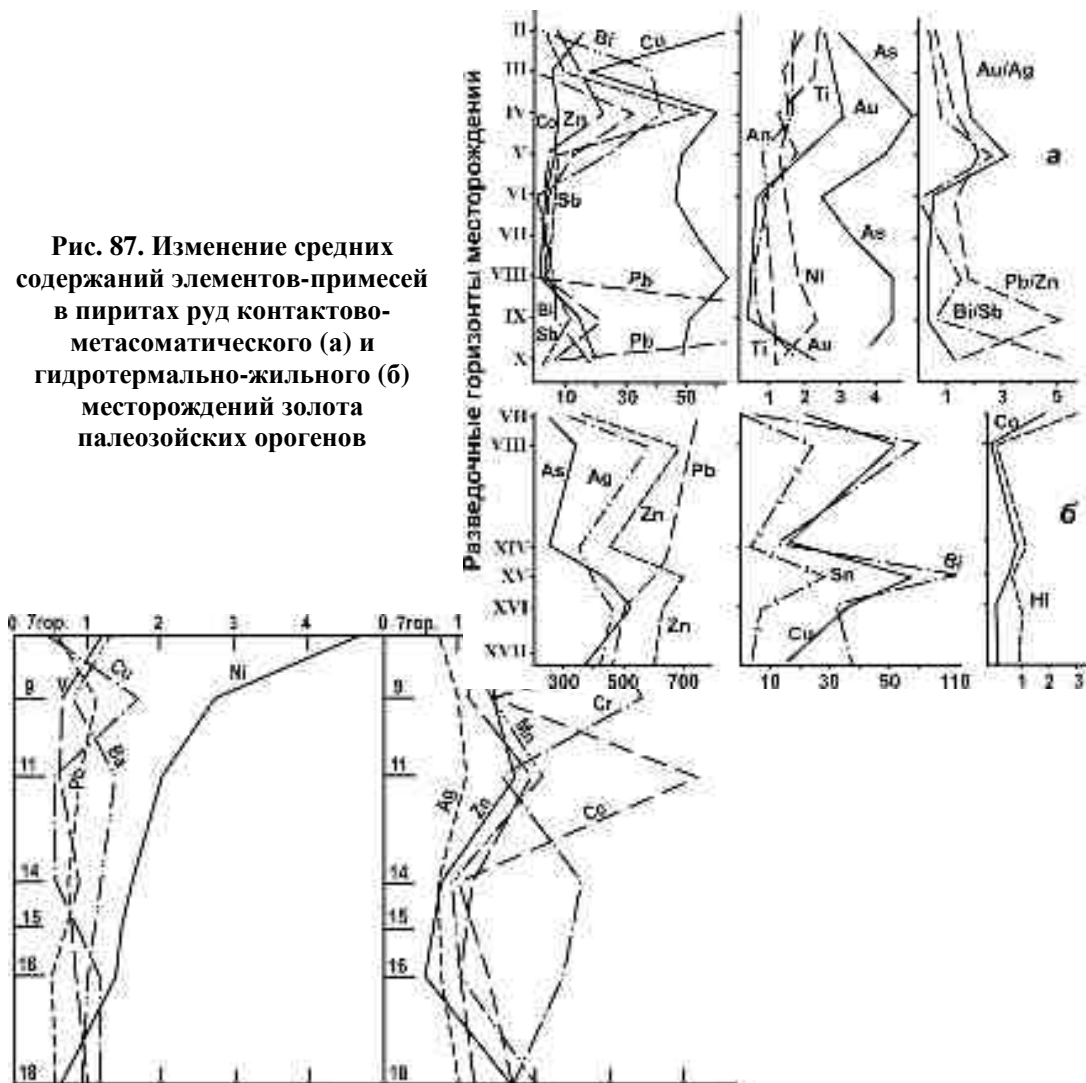 Рис. 87. Изменение средних
содержаний элементов-примесей
в пиритах руд контактово-
метасоматического (а) и
гидротермально-жильного (б)
месторождений золота
палеозойских орогенов
Разведочные горизонты месторождений
II
III
IV
V
VI
VII
VIII
IX
X
Bi
Cu
Co
Zn
Sb
Pb
Bi
Sb
Pb
10 30 50
As
Ti
Au
An
As
Ni
Ti
Au
1 2 4
Au/Ag
а
Pb/Zn
Bi/Sb
1 5
VII
VIII
XIV
XV
XVI
XVII
As
Ag
Pb
Zn
Zn
300 500 700
Sn
Bi
Cu
10 30 50 110
Co
б
Hl
1 2 3
0 7гор. 1 2 3 4
9
11
14
15
16
18
V
Cu
Ni
Pb
Ba
0 7гор. 1
9
11
14
15
16
18
Cr
Mn
Ag
Zn
Co